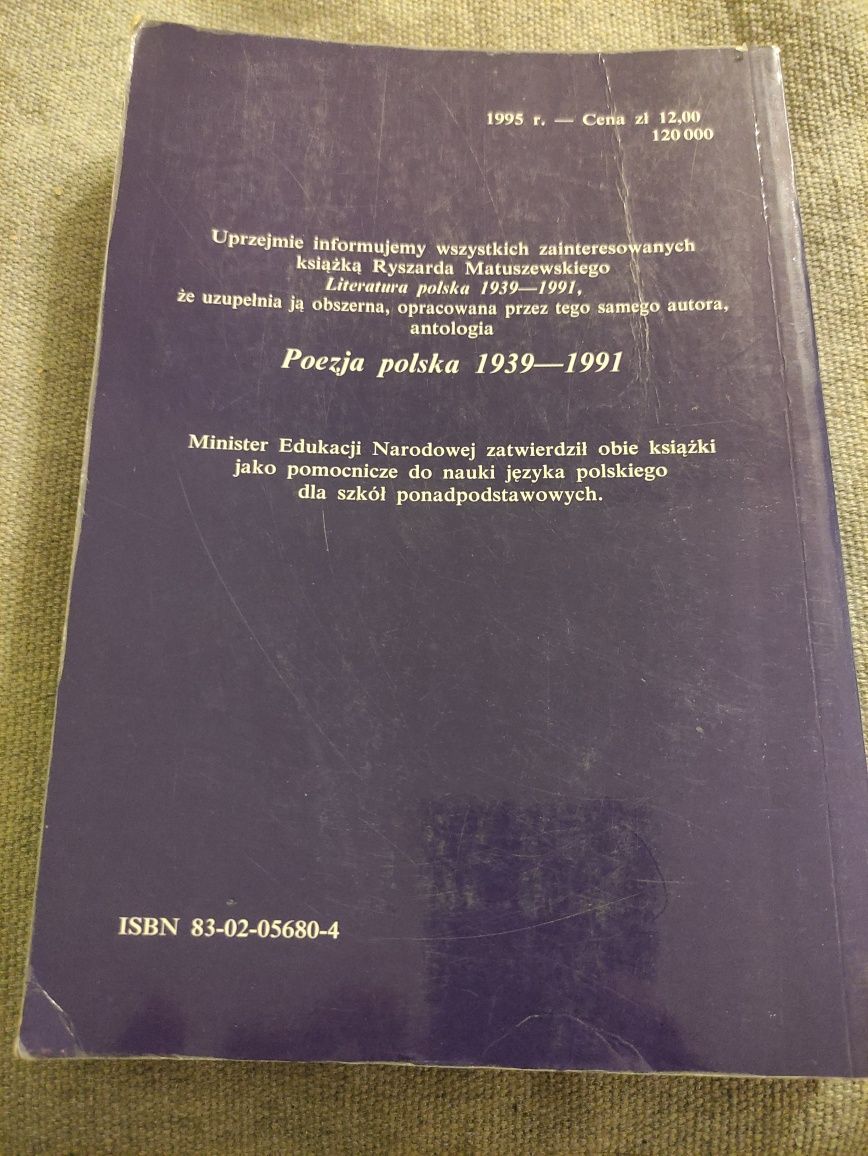 1995 r. — Cena zł 12,00
120 000
Uprzejmie informujemy wszystkich zainteresowanych
książką Ryszarda Matuszewskiego
Literatura polska 1939—1991,
że uzupełnia ją obszerna, opracowana przez tego samego autora,
antologia
Poezja polska 1939—1991
Minister Edukacji Narodowej zatwierdził obie książki
jako pomocnicze do nauki języka polskiego
dla szkół ponadpodstawowych.
ISBN 83-02-05680-4